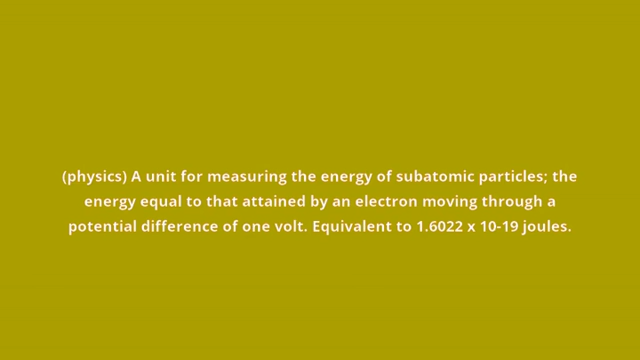 (physics) A unit for measuring the energy of subatomic particles; the
energy equal to that attained by an electron moving through a
potential difference of one volt. Equivalent to 1.6022 x 10-19 joules.